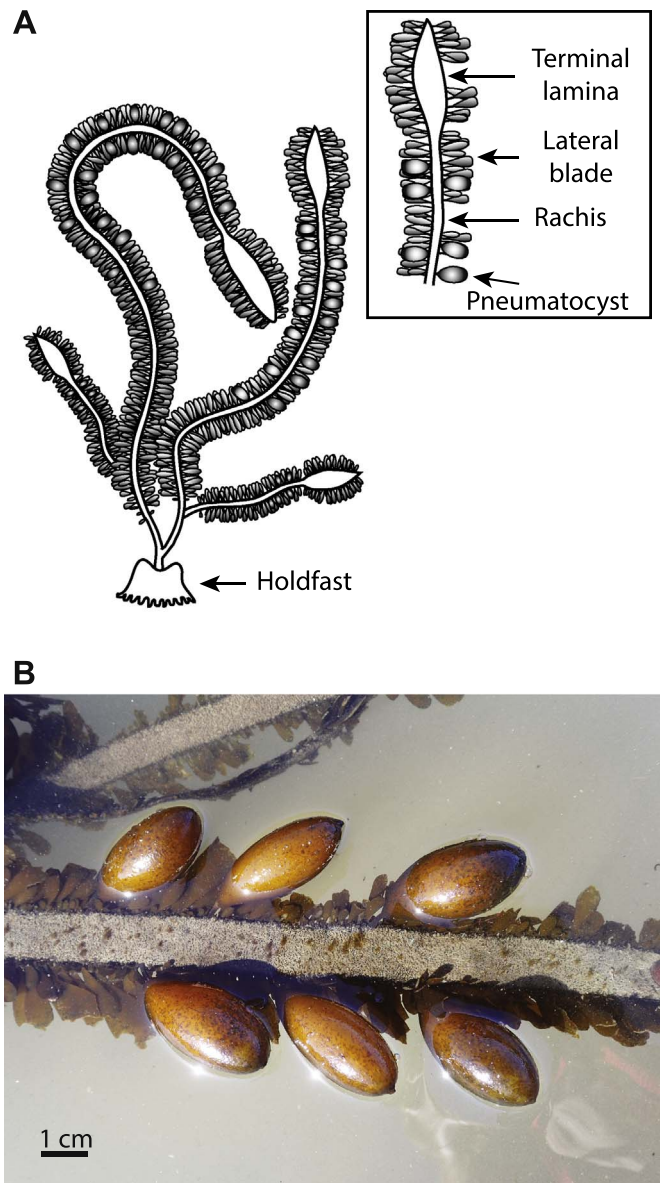 A
Terminal
lamina
Lateral
blade
Rachis
Pneumatocyst
Holdfast
B
1 cm